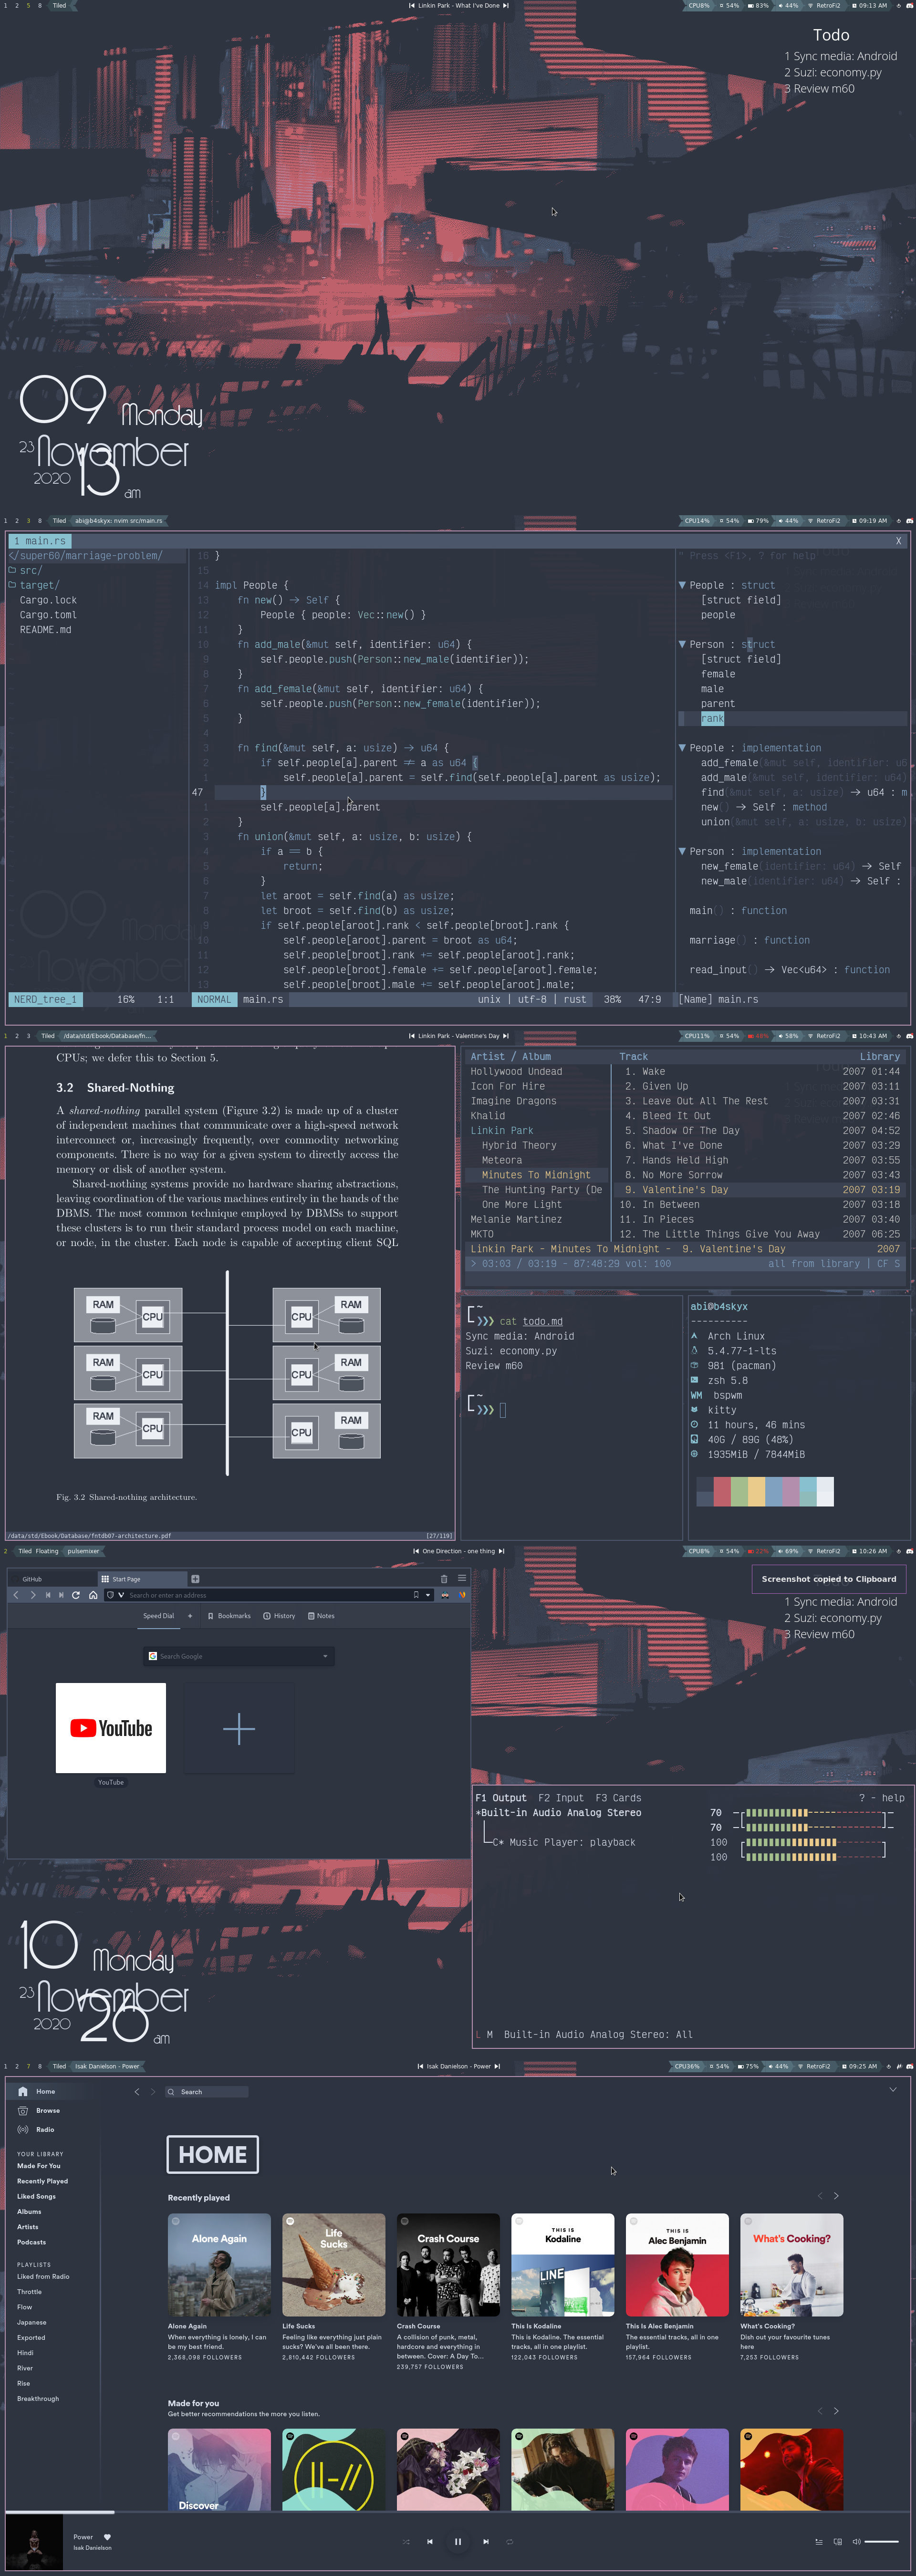 1 2 5 8 Tiled
Linkin Park - What I've Done
CPU8% 54% 83% 44% RetroFi2 09:13 AM
Todo
1 Sync media: Android
2 Suzi: economy.py
3 Review m60
09 Monday
23 November
2020 13 am
1 2 3 8 Tiled abi@b4skyx: nvim src/main.rs
CPU14% 54% 79% 44% RetroFi2 09:19 AM
1 main.rs X
</super60/marriage-problem/
src/
target/
Cargo.lock
Cargo.toml
README.md
16 }
15
14 impl People {
13 fn new() → Self {
12 People { people: Vec::new() }
11 }
10 fn add_male(&mut self, identifier: u64) {
9 self.people.push(Person::new_male(identifier));
8 }
7 fn add_female(&mut self, identifier: u64) {
6 self.people.push(Person::new_female(identifier));
5 }
4
3 fn find(&mut self, a: usize) → u64 {
2 if self.people[a].parent ≠ a as u64 {
1 self.people[a].parent = self.find(self.people[a].parent as usize);
47 }
1 self.people[a].parent
2 }
3 fn union(&mut self, a: usize, b: usize) {
4 if a == b {
5 return;
6 }
7 let aroot = self.find(a) as usize;
8 let broot = self.find(b) as usize;
9 if self.people[aroot].rank < self.people[broot].rank {
10 self.people[aroot].parent = broot as u64;
11 self.people[broot].rank += self.people[aroot].rank;
12 self.people[broot].female += self.people[aroot].female;
13 self.people[broot].male += self.people[aroot].male;
" Press <F1>, ? for help
▼ People : struct
[struct field]
people
▼ Person : struct
[struct field]
female
male
parent
rank
▼ People : implementation
add_female(&mut self, identifier: u6
add_male(&mut self, identifier: u64)
find(&mut self, a: usize) → u64 : m
new() → Self : method
union(&mut self, a: usize, b: usize)
▼ Person : implementation
new_female(identifier: u64) → Self
new_male(identifier: u64) → Self :
main() : function
marriage() : function
read_input() → Vec<u64> : function
NERD_tree_1 16% 1:1
NORMAL main.rs unix | utf-8 | rust 38% 47:9
[Name] main.rs
1 2 3 Tiled /data/std/Ebook/Database/fn...
Linkin Park - Valentine's Day
CPU11% 54% 58% RetroFi2 10:43 AM
CPUs; we defer this to Section 5.
3.2 Shared-Nothing
A shared-nothing parallel system (Figure 3.2) is made up of a cluster
of independent machines that communicate over a high-speed network
interconnect or, increasingly frequently, over commodity networking
components. There is no way for a given system to directly access the
memory or disk of another system.
Shared-nothing systems provide no hardware sharing abstractions,
leaving coordination of the various machines entirely in the hands of the
DBMS. The most common technique employed by DBMSs to support
these clusters is to run their standard process model on each machine,
or node, in the cluster. Each node is capable of accepting client SQL
RAM CPU CPU RAM
RAM CPU CPU RAM
RAM CPU CPU RAM
Fig. 3.2 Shared-nothing architecture.
/data/std/Ebook/Database/fntdb07-architecture.pdf [27/119]
Artist / Album Track Library
Hollywood Undead 1. Wake 2007 01:44
Icon For Hire 2. Given Up 2007 03:11
Imagine Dragons 3. Leave Out All The Rest 2007 03:31
Khalid 4. Bleed It Out 2007 02:46
Linkin Park 5. Shadow Of The Day 2007 04:52
Hybrid Theory 6. What I've Done 2007 03:29
Meteora 7. Hands Held High 2007 03:55
Minutes To Midnight 8. No More Sorrow 2007 03:43
The Hunting Party (De 9. Valentine's Day 2007 03:19
One More Light 10. In Between 2007 03:18
Melanie Martinez 11. In Pieces 2007 03:40
MKTO 12. The Little Things Give You Away 2007 06:25
Linkin Park - Minutes To Midnight - 9. Valentine's Day 2007
> 03:03 / 03:19 - 87:48:29 vol: 100 all from library | CF S
~
❯❯❯ cat todo.md
Sync media: Android
Suzi: economy.py
Review m60
~
❯❯❯
abi@b4skyx
----------
Arch Linux
5.4.77-1-lts
981 (pacman)
zsh 5.8
WM bspwm
kitty
11 hours, 46 mins
40G / 89G (48%)
1935MiB / 7844MiB
2 Tiled Floating pulsemixer
One Direction - one thing
CPU8% 54% 22% 69% RetroFi2 10:26 AM
GitHub Start Page
Search or enter an address
Speed Dial + Bookmarks History Notes
Search Google
YouTube
YouTube
Screenshot copied to Clipboard
1 Sync media: Android
2 Suzi: economy.py
3 Review m60
F1 Output F2 Input F3 Cards ? - help
*Built-in Audio Analog Stereo 70
70
C* Music Player: playback 100
100
L M Built-in Audio Analog Stereo: All
10 Monday
23 November
2020 26 am
1 2 7 8 Tiled Isak Danielson - Power
Isak Danielson - Power
CPU36% 54% 75% 44% RetroFi2 09:25 AM
Home
Browse
Radio
YOUR LIBRARY
Made For You
Recently Played
Liked Songs
Albums
Artists
Podcasts
PLAYLISTS
Liked from Radio
Throttle
Flow
Japanese
Exported
Hindi
River
Rise
Breakthrough
Search
HOME
Recently played
Alone Again
Life Sucks
Crash Course
THIS IS Kodaline
LINE
THIS IS Alec Benjamin
What's Cooking?
Alone Again
When everything is lonely, I can
be my best friend.
2,368,098 FOLLOWERS
Life Sucks
Feeling like everything just plain
sucks? We've all been there.
2,810,442 FOLLOWERS
Crash Course
A collision of punk, metal,
hardcore and everything in
between. Cover: A Day To...
239,757 FOLLOWERS
This Is Kodaline
This is Kodaline. The essential
tracks, all in one playlist.
122,043 FOLLOWERS
This Is Alec Benjamin
The essential tracks, all in one
playlist.
157,964 FOLLOWERS
What's Cooking?
Dish out your favourite tunes
here
7,253 FOLLOWERS
Made for you
Get better recommendations the more you listen.
Discover
Power
Isak Danielson